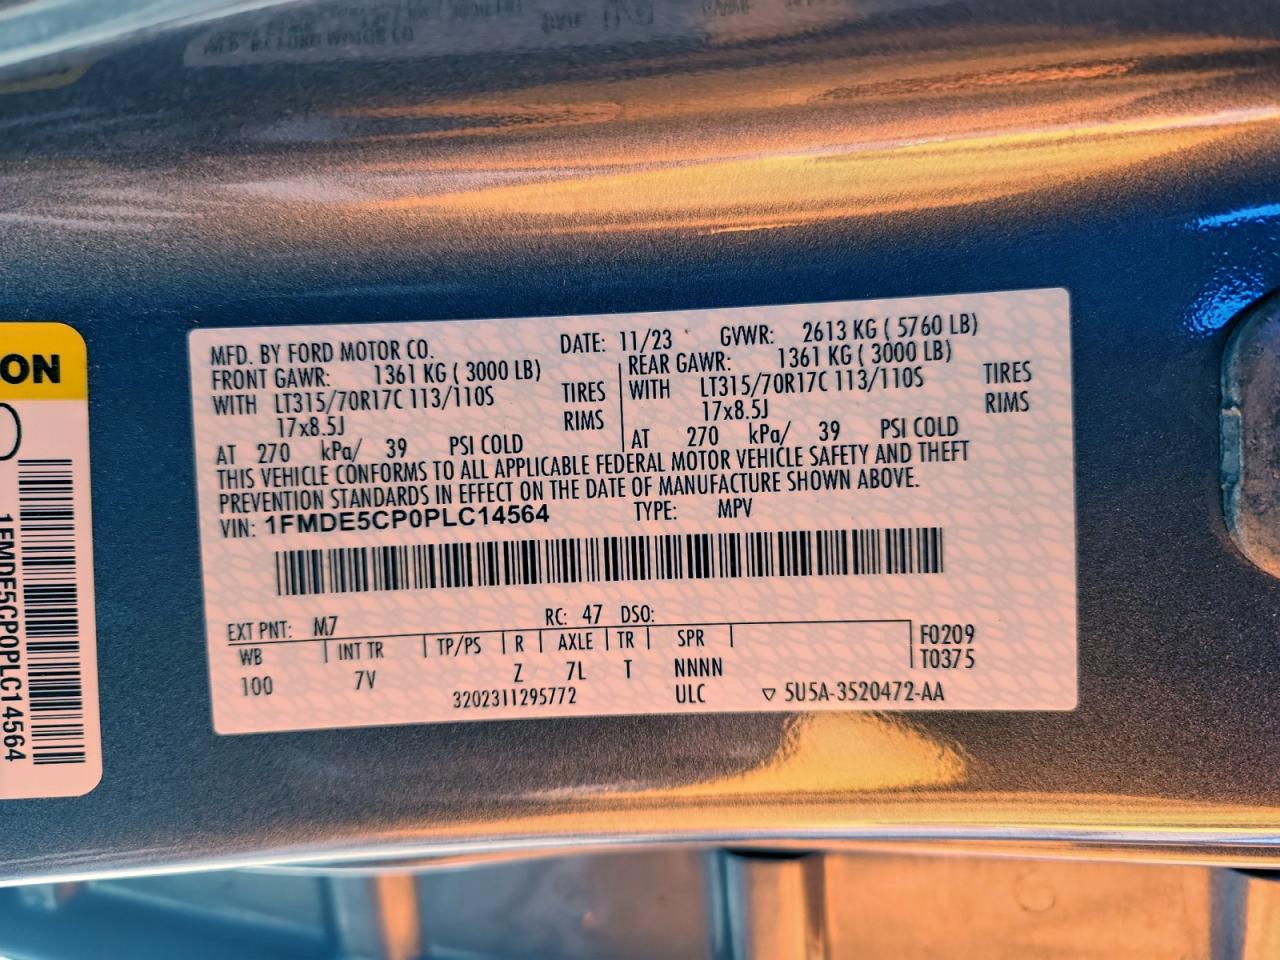 MFD. BY FORD MOTOR CO. DATE: 11/23 GVWR: 2613 KG ( 5760 LB)
FRONT GAWR: 1361 KG ( 3000 LB) REAR GAWR: 1361 KG ( 3000 LB)
WITH LT315/70R17C 113/110S TIRES WITH LT315/70R17C 113/110S TIRES
17x8.5J RIMS 17x8.5J RIMS
AT 270 kPa/ 39 PSI COLD AT 270 kPa/ 39 PSI COLD
THIS VEHICLE CONFORMS TO ALL APPLICABLE FEDERAL MOTOR VEHICLE SAFETY AND THEFT
PREVENTION STANDARDS IN EFFECT ON THE DATE OF MANUFACTURE SHOWN ABOVE.
VIN: 1FMDE5CP0PLC14564 TYPE: MPV
EXT PNT: M7 RC: 47 DSO:
WB INT TR TP/PS R AXLE TR SPR F0209
100 7V Z 7L T NNNN T0375
3202311295772 ULC ▽ 5U5A-3520472-AA
ON
1FMDE5CP0PLC14564